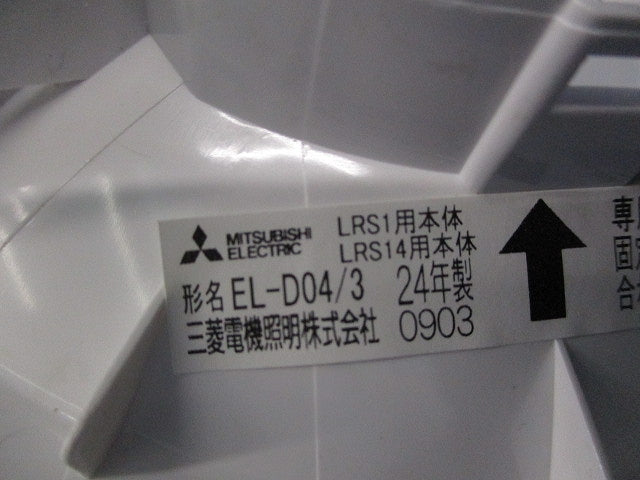 MITSUBISHI ELECTRIC
LRS1用本体
LRS14用本体
形名 EL-D04/3 24年製
三菱電機照明株式会社 0903
専
固定
合